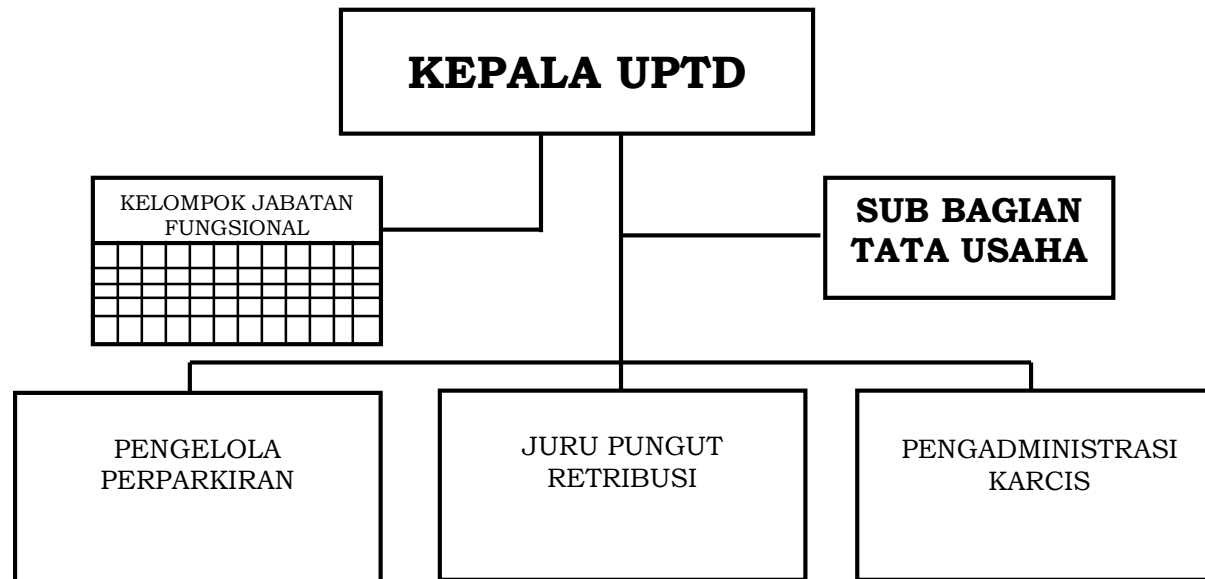 KEPALA UPTD
KELOMPOK JABATAN
FUNGSIONAL
SUB BAGIAN
TATA USAHA
PENGELOLA
PERPARKIRAN
JURU PUNGUT
RETRIBUSI
PENGADMINISTRASI
KARCIS